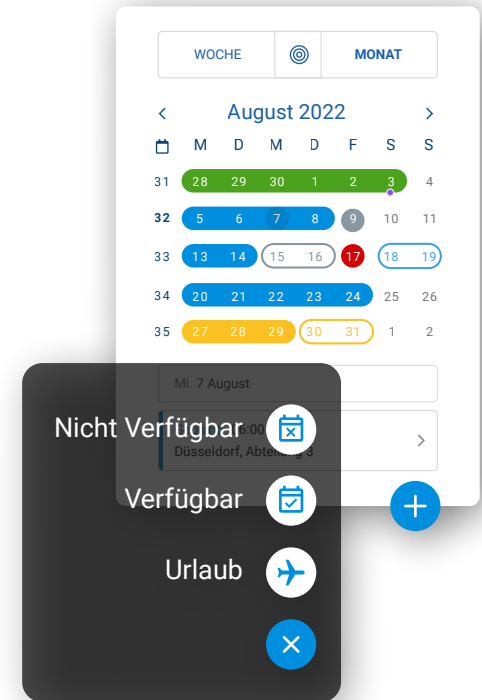 WOCHE MONAT
August 2022
M D M D F S S
31 28 29 30 1 2 3 4
32 5 6 7 8 9 10 11
33 13 14 15 16 17 18 19
34 20 21 22 23 24 25 26
35 27 28 29 30 31 1 2
Mi. 7 August
Nicht Verfügbar
6:00
Düsseldorf, Abteilung 3
Verfügbar
Urlaub